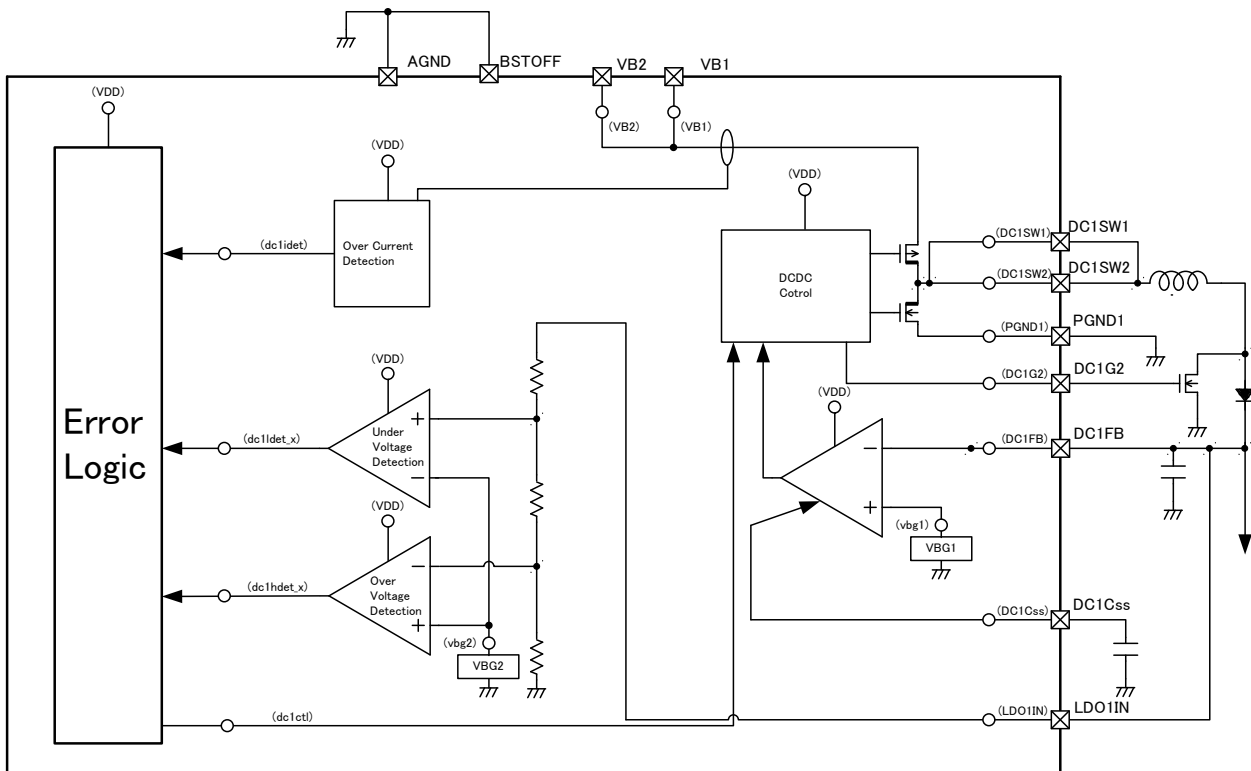 AGND
BSTOFF
VB2
VB1
(VDD)
(VB2)
(VB1)
(VDD)
(VDD)
Over Current
Detection
(dc1idet)
DCDC
Cotrol
(DC1SW1)
DC1SW1
(DC1SW2)
DC1SW2
(PGND1)
PGND1
(DC1G2)
DC1G2
(VDD)
(VDD)
Error
Logic
(dc1ldet_x)
+
Under
Voltage
Detection
−
−
(DC1FB)
DC1FB
+
(vbg1)
VBG1
(VDD)
(dc1hdet_x)
−
Over
Voltage
Detection
+
(vbg2)
VBG2
(DC1Css)
DC1Css
(dc1ctl)
(LDO1IN)
LDO1IN